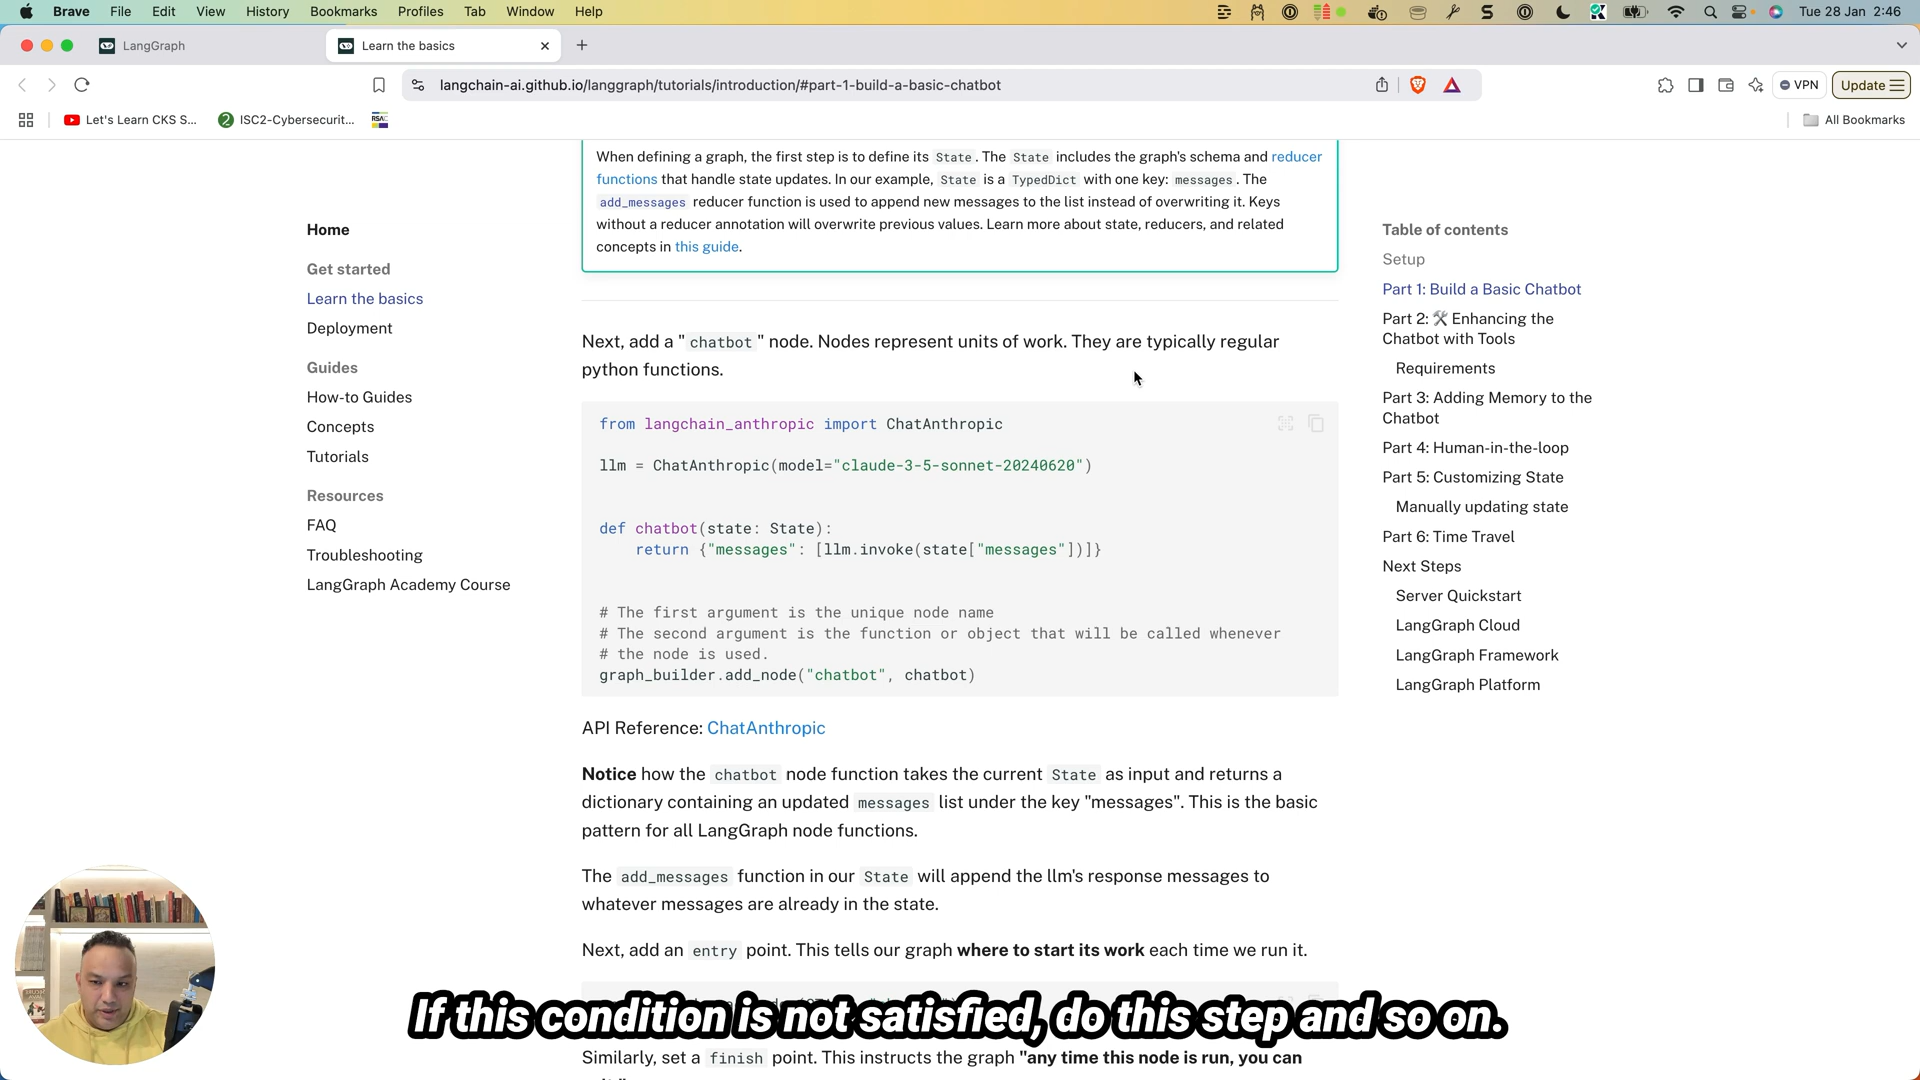 Brave File Edit View History Bookmarks Profiles Tab Window Help Tue 28 Jan 2:46
LangGraph
Learn the basics
langchain-ai.github.io/langgraph/tutorials/introduction/#part-1-build-a-basic-chatbot
VPN
Update
Let's Learn CKS S...
ISC2-Cybersecurit...
RSAC
All Bookmarks
Home
Get started
Learn the basics
Deployment
Guides
How-to Guides
Concepts
Tutorials
Resources
FAQ
Troubleshooting
LangGraph Academy Course
When defining a graph, the first step is to define its State. The State includes the graph's schema and reducer
functions that handle state updates. In our example, State is a TypedDict with one key: messages. The
add_messages reducer function is used to append new messages to the list instead of overwriting it. Keys
without a reducer annotation will overwrite previous values. Learn more about state, reducers, and related
concepts in this guide.
Next, add a "chatbot" node. Nodes represent units of work. They are typically regular
python functions.
from langchain_anthropic import ChatAnthropic
llm = ChatAnthropic(model="claude-3-5-sonnet-20240620")
def chatbot(state: State):
return {"messages": [llm.invoke(state["messages"])]}
# The first argument is the unique node name
# The second argument is the function or object that will be called whenever
# the node is used.
graph_builder.add_node("chatbot", chatbot)
API Reference: ChatAnthropic
Notice how the chatbot node function takes the current State as input and returns a
dictionary containing an updated messages list under the key "messages". This is the basic
pattern for all LangGraph node functions.
The add_messages function in our State will append the llm's response messages to
whatever messages are already in the state.
Next, add an entry point. This tells our graph where to start its work each time we run it.
If this condition is not satisfied, do this step and so on.
Similarly, set a finish point. This instructs the graph "any time this node is run, you can
Table of contents
Setup
Part 1: Build a Basic Chatbot
Part 2: 🛠️ Enhancing the
Chatbot with Tools
Requirements
Part 3: Adding Memory to the
Chatbot
Part 4: Human-in-the-loop
Part 5: Customizing State
Manually updating state
Part 6: Time Travel
Next Steps
Server Quickstart
LangGraph Cloud
LangGraph Framework
LangGraph Platform